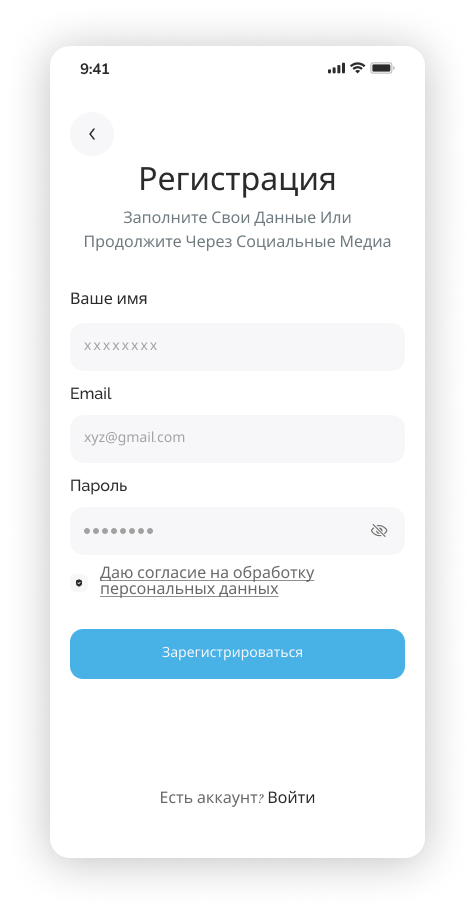 9:41
Регистрация
Заполните Свои Данные Или
Продолжите Через Социальные Медиа
Ваше имя
xxxxxxxx
Email
xyz@gmail.com
Пароль
••••••••
Даю согласие на обработку
персональных данных
Зарегистрироваться
Есть аккаунт? Войти